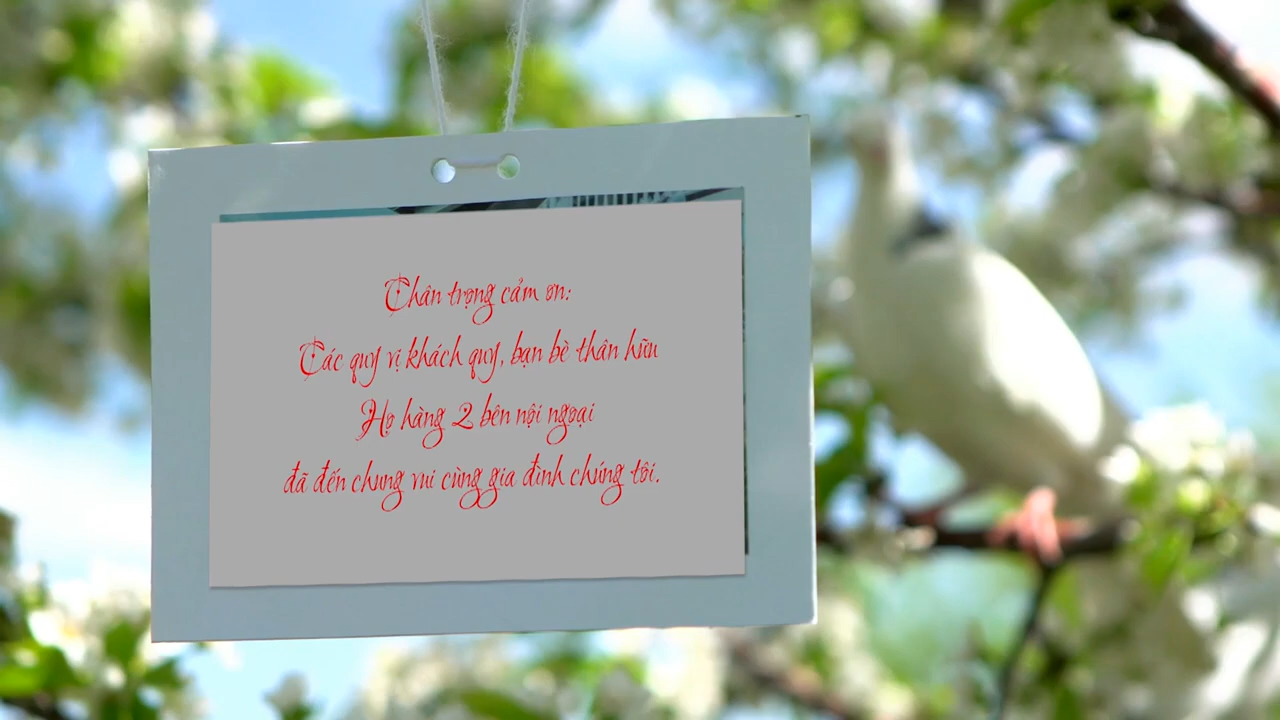 Chân trọng cảm ơn:
Các quý vị khách quý, bạn bè thân hữu
Họ hàng 2 bên nội ngoại
đã đến chung vui cùng gia đình chúng tôi.